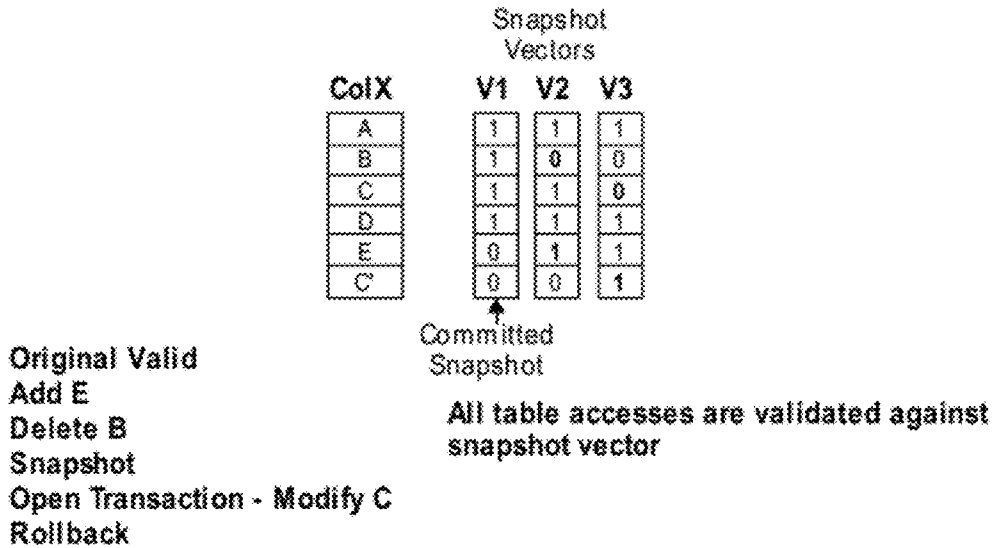 Snapshot
Vectors
ColX V1 V2 V3
A 1 1 1
B 1 0 0
C 1 1 0
D 1 1 1
E 0 1 1
C' 0 0 1
Committed
Snapshot
Original Valid
Add E
Delete B
Snapshot
Open Transaction - Modify C
Rollback
All table accesses are validated against
snapshot vector